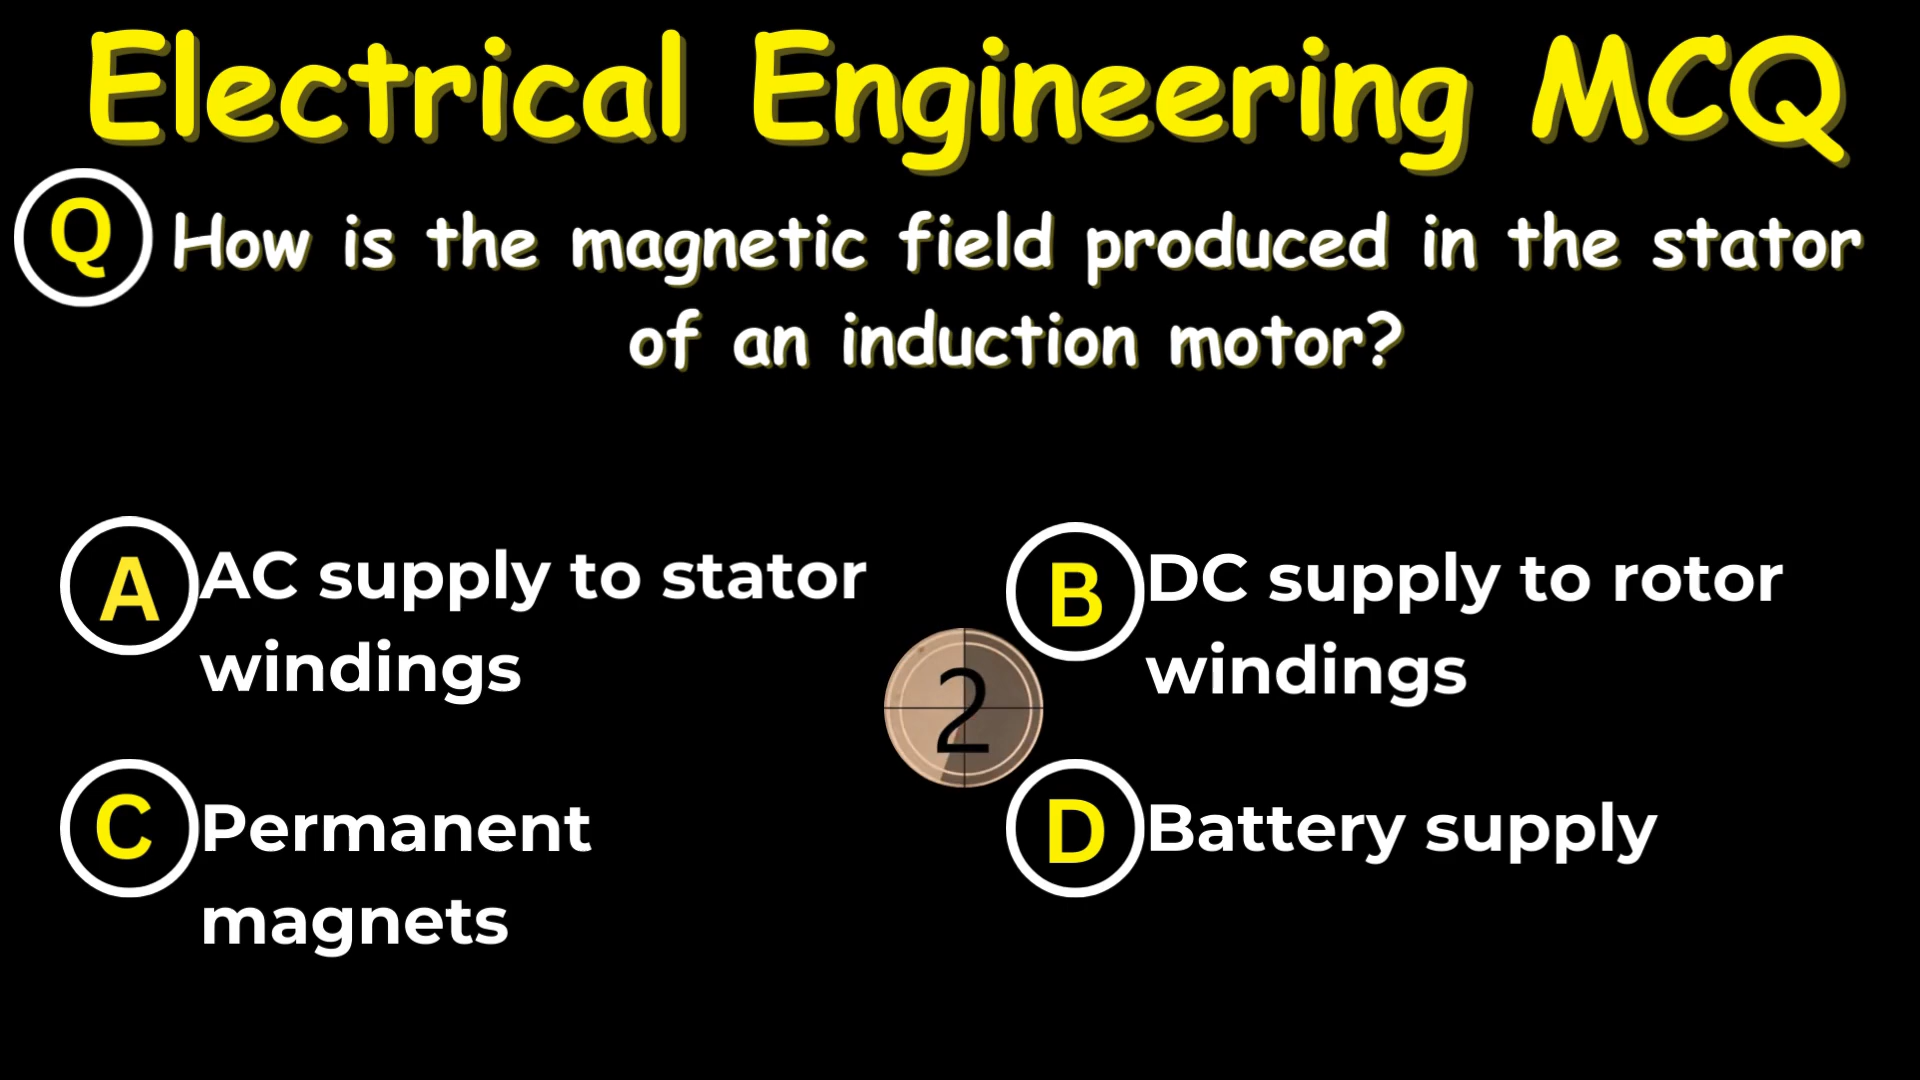 Electrical Engineering MCQ
Q How is the magnetic field produced in the stator
of an induction motor?
A AC supply to stator
windings
B DC supply to rotor
windings
2
C Permanent
magnets
D Battery supply